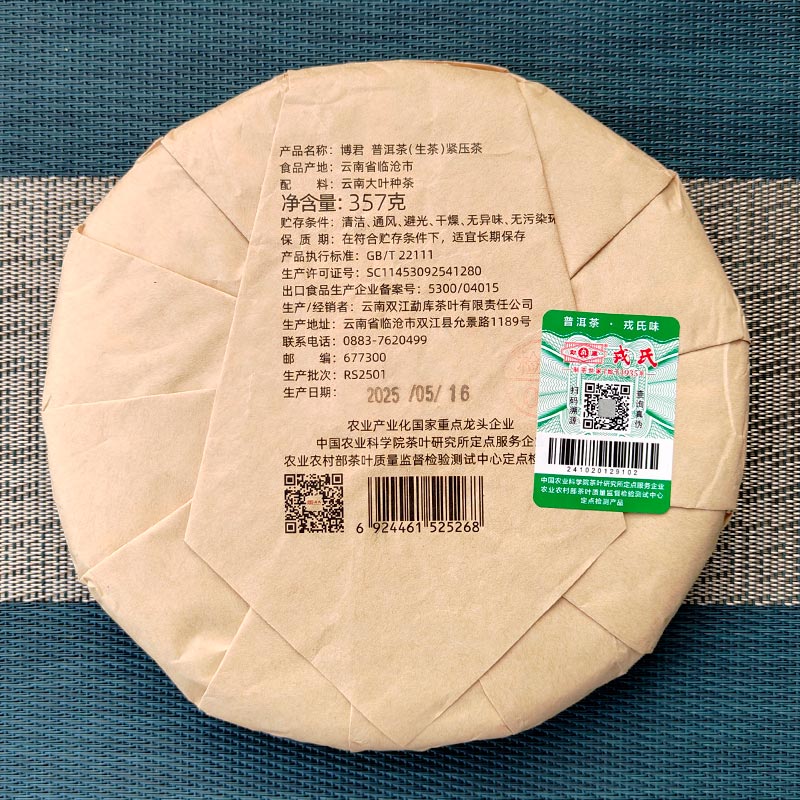 产品名称：博君 普洱茶(生茶)紧压茶
食品产地：云南省临沧市
配 料：云南大叶种茶
净含量：357克
贮存条件：清洁、通风、避光、干燥、无异味、无污染环
保 质 期：在符合贮存条件下，适宜长期保存
产品执行标准：GB/T 22111
生产许可证号：SC11453092541280
出口食品生产企业备案号：5300/04015
生产/经销者：云南双江勐库茶叶有限责任公司
生产地址：云南省临沧市双江县允景路1189号
联系电话：0883-7620499
邮 编：677300
生产批次：RS2501
生产日期：2025 /05/ 16
农业产业化国家重点龙头企业
中国农业科学院茶叶研究所定点服务企
农业农村部茶叶质量监督检验测试中心定点检
6 924461 525268
普洱茶 · 戎氏味
戎氏
扫码溯源
查询真伪
241020129102
中国农业科学院茶叶研究所定点服务企业
农业农村部茶叶质量监督检验测试中心
定点检测产品